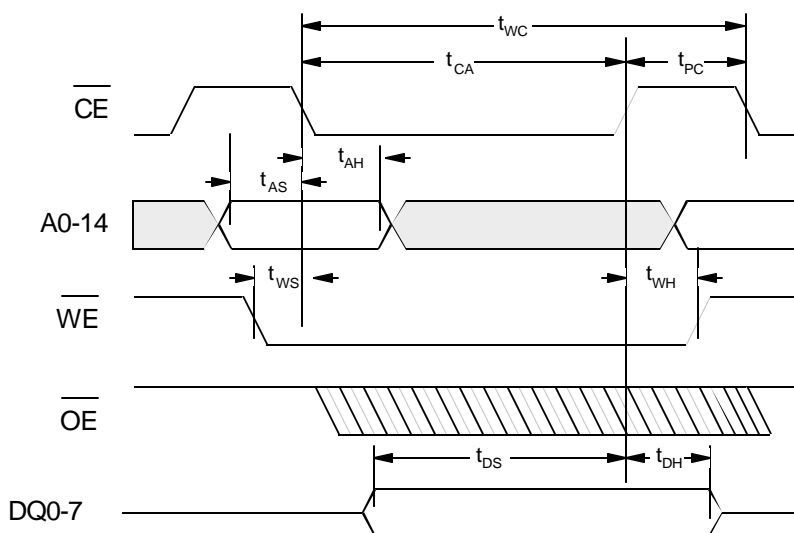 tWC
tCA
tPC
CE
tAH
tAS
A0-14
tWS
tWH
WE
OE
tDS
tDH
DQ0-7